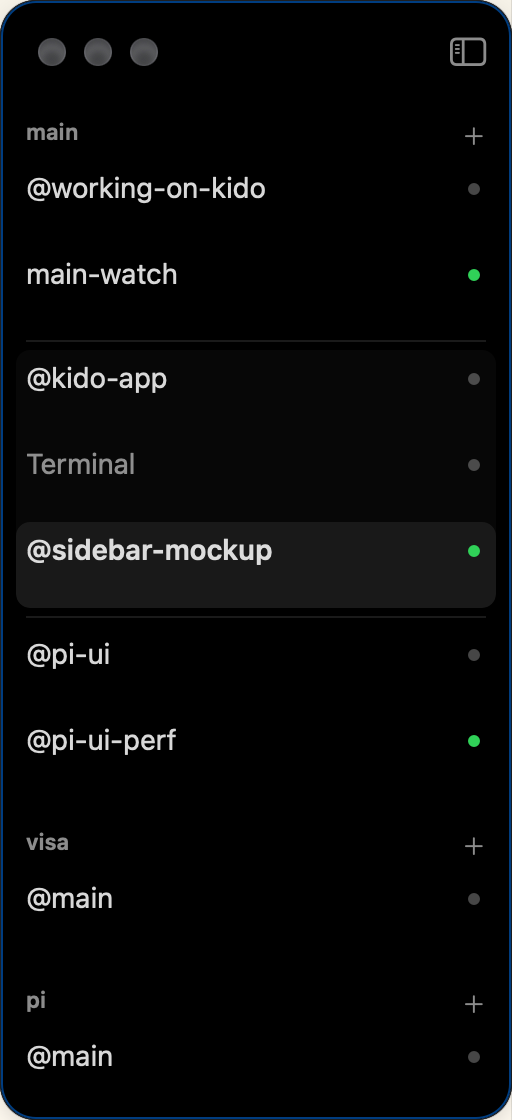 main
@working-on-kido
main-watch
@kido-app
Terminal
@sidebar-mockup
@pi-ui
@pi-ui-perf
visa
@main
pi
@main